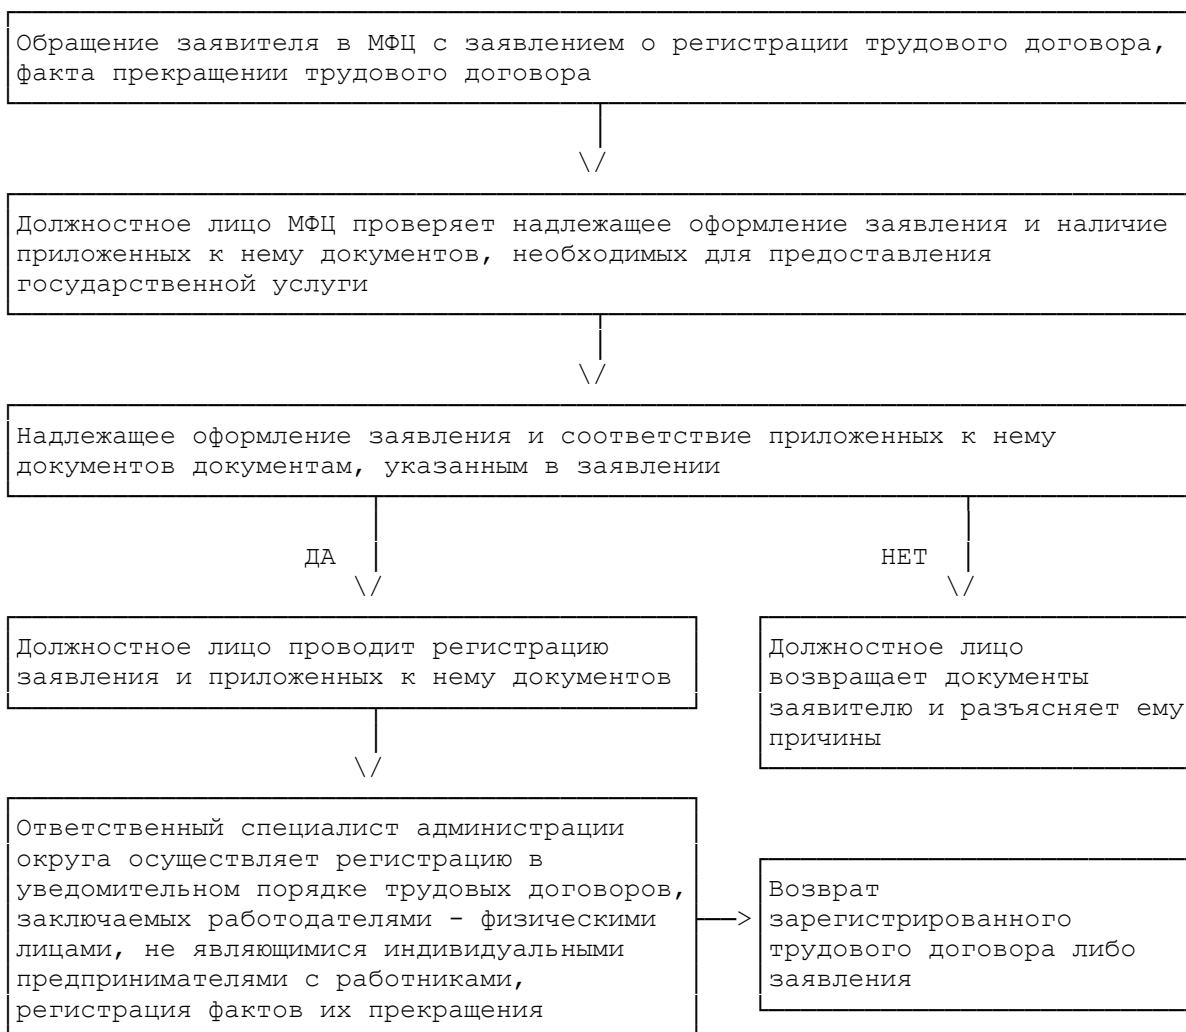 Обращение заявителя в МФЦ с заявлением о регистрации трудового договора,
факта прекращении трудового договора
Должностное лицо МФЦ проверяет надлежащее оформление заявления и наличие
приложенных к нему документов, необходимых для предоставления
государственной услуги
Надлежащее оформление заявления и соответствие приложенных к нему
документов документам, указанным в заявлении
ДА
НЕТ
Должностное лицо проводит регистрацию
заявления и приложенных к нему документов
Должностное лицо
возвращает документы
заявителю и разъясняет ему
причины
Ответственный специалист администрации
округа осуществляет регистрацию в
уведомительном порядке трудовых договоров,
заключаемых работодателями - физическими
лицами, не являющимися индивидуальными
предпринимателями с работниками,
регистрация фактов их прекращения
Возврат
зарегистрированного
трудового договора либо
заявления